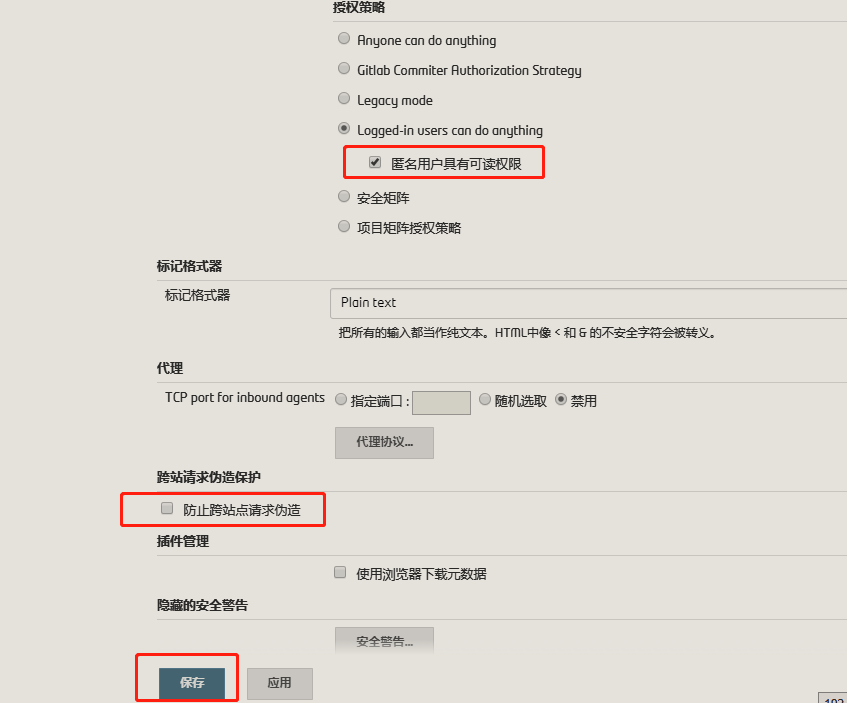 授权策略
Anyone can do anything
Gitlab Commiter Authorization Strategy
Legacy mode
Logged-in users can do anything
匿名用户具有可读权限
安全矩阵
项目矩阵授权策略
标记格式器
标记格式器
Plain text
把所有的输入都当作纯文本。HTML中像 < 和 & 的不安全字符会被转义。
代理
TCP port for inbound agents 指定端口 : 随机选取 禁用
代理协议...
跨站请求伪造保护
防止跨站点请求伪造
插件管理
使用浏览器下载元数据
隐藏的安全警告
安全警告...
保存 应用